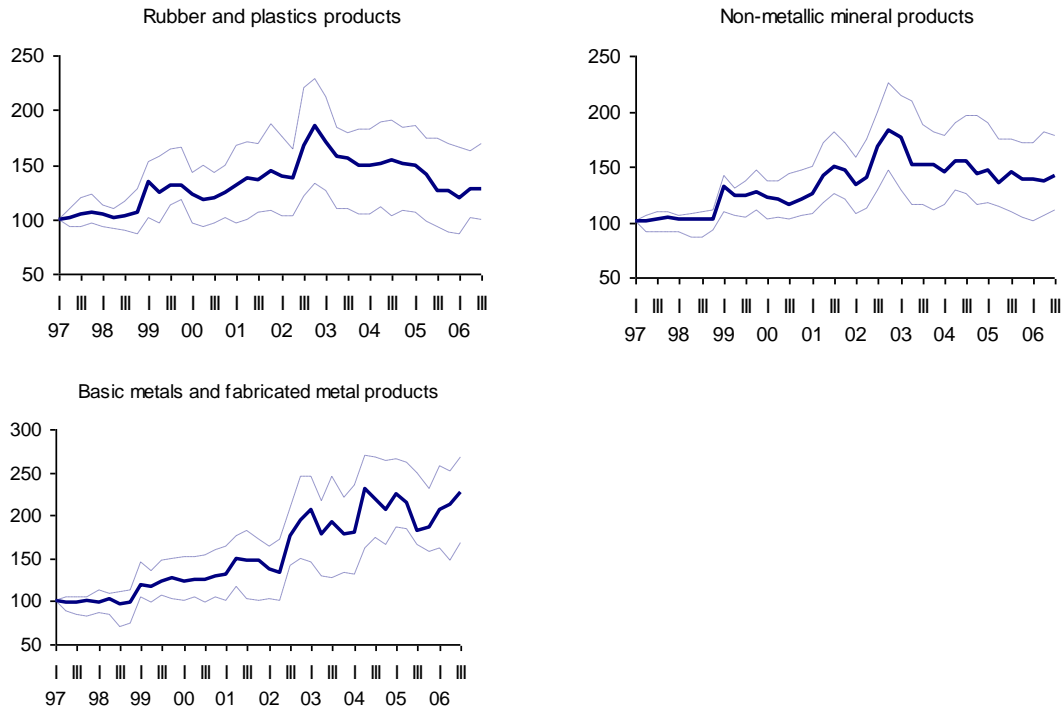 Rubber and plastics products
250
200
150
100
50
I III I III I III I III I III I III I III I III I III I III
97 98 99 00 01 02 03 04 05 06
Non-metallic mineral products
250
200
150
100
50
I III I III I III I III I III I III I III I III I III I III
97 98 99 00 01 02 03 04 05 06
Basic metals and fabricated metal products
300
250
200
150
100
50
I III I III I III I III I III I III I III I III I III I III
97 98 99 00 01 02 03 04 05 06